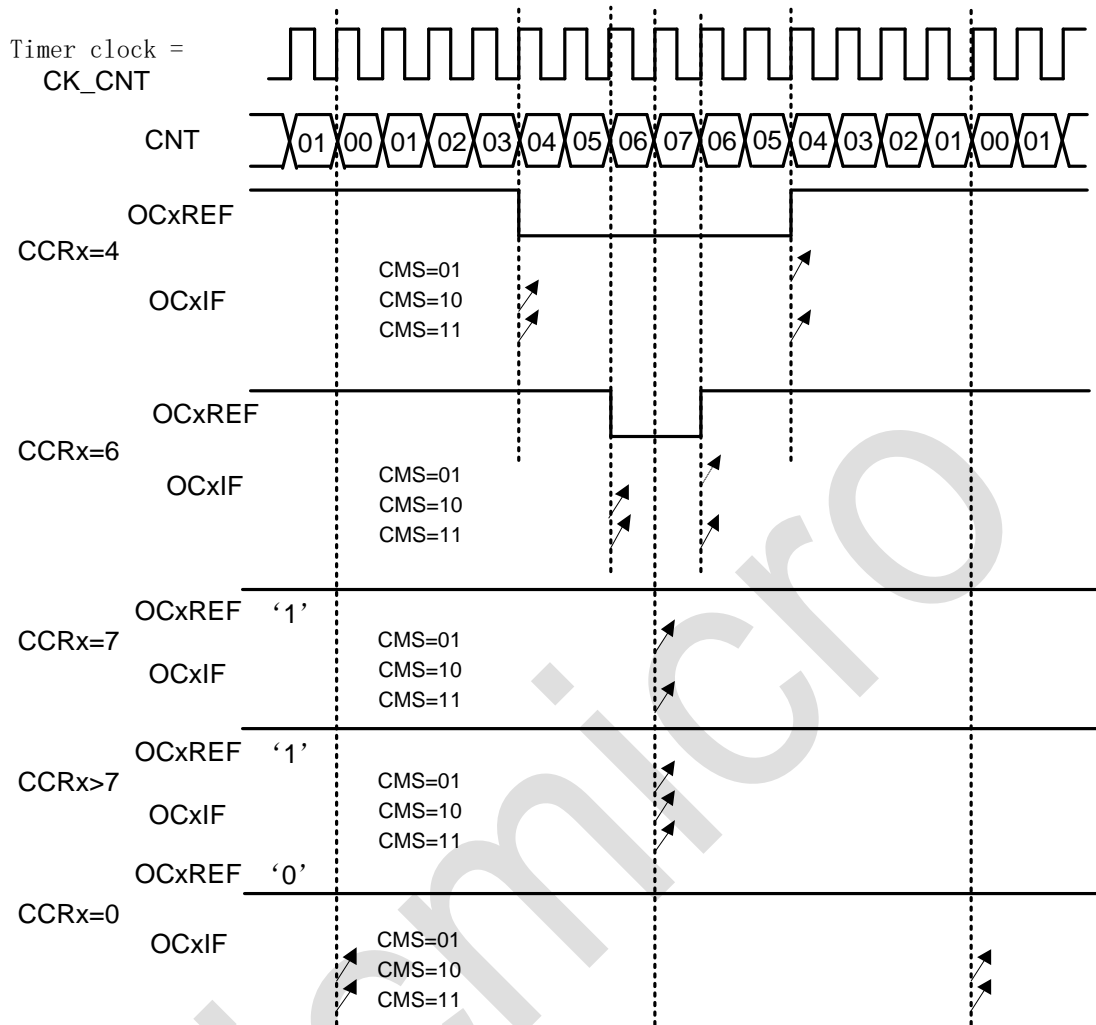 Timer clock =
CK_CNT
CNT 01 00 01 02 03 04 05 06 07 06 05 04 03 02 01 00 01
OCxREF
CCRx=4
OCxIF
CMS=01
CMS=10
CMS=11
OCxREF
CCRx=6
OCxIF
CMS=01
CMS=10
CMS=11
OCxREF ‘1’
CCRx=7
OCxIF
CMS=01
CMS=10
CMS=11
OCxREF ‘1’
CCRx>7
OCxIF
CMS=01
CMS=10
CMS=11
OCxREF ‘0’
CCRx=0
OCxIF
CMS=01
CMS=10
CMS=11